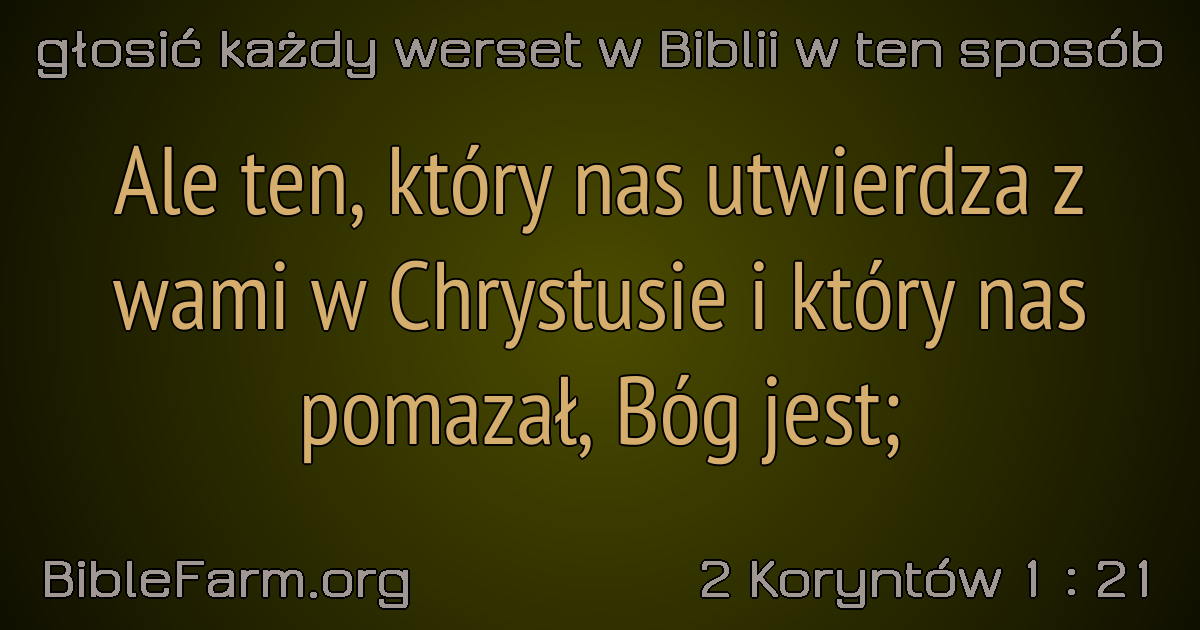 głosić każdy werset w Biblii w ten sposób
Ale ten, który nas utwierdza z
wami w Chrystusie i który nas
pomazał, Bóg jest;
BibleFarm.org
2 Koryntów 1 : 21